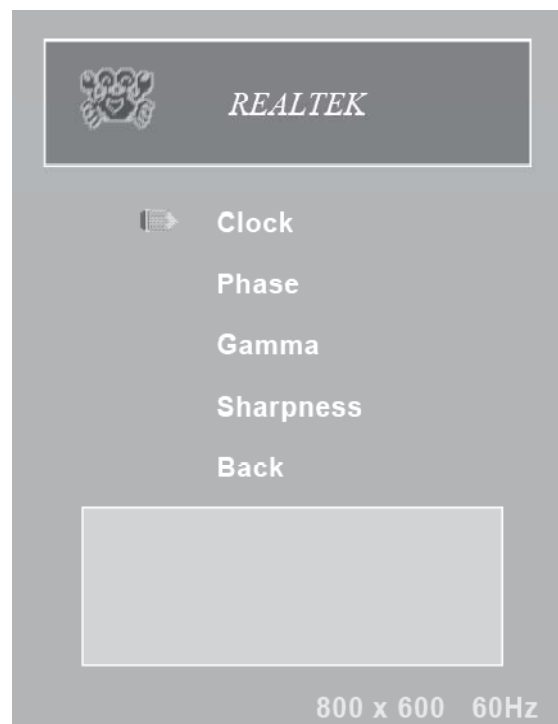 REALTEK
Clock
Phase
Gamma
Sharpness
Back
800 x 600 60Hz